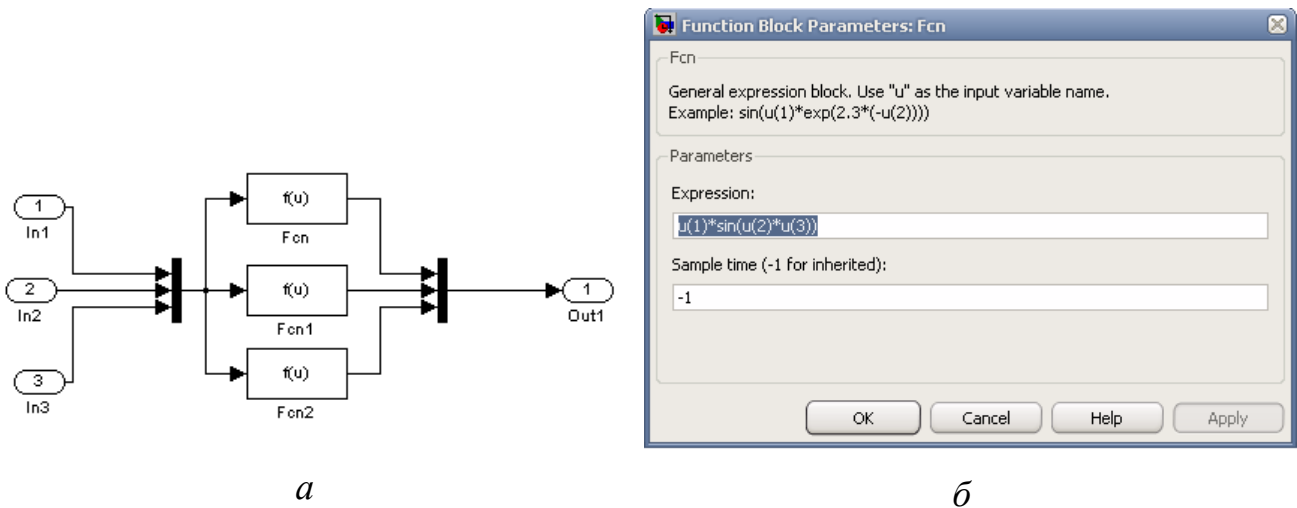 1
In1
2
In2
3
In3
f(u)
Fcn
f(u)
Fcn1
f(u)
Fcn2
1
Out1
а
Function Block Parameters: Fcn
Fcn
General expression block. Use "u" as the input variable name.
Example: sin(u(1)*exp(2.3*(-u(2))))
Parameters
Expression:
u(1)*sin(u(2)*u(3))
Sample time (-1 for inherited):
-1
OK Cancel Help Apply
б